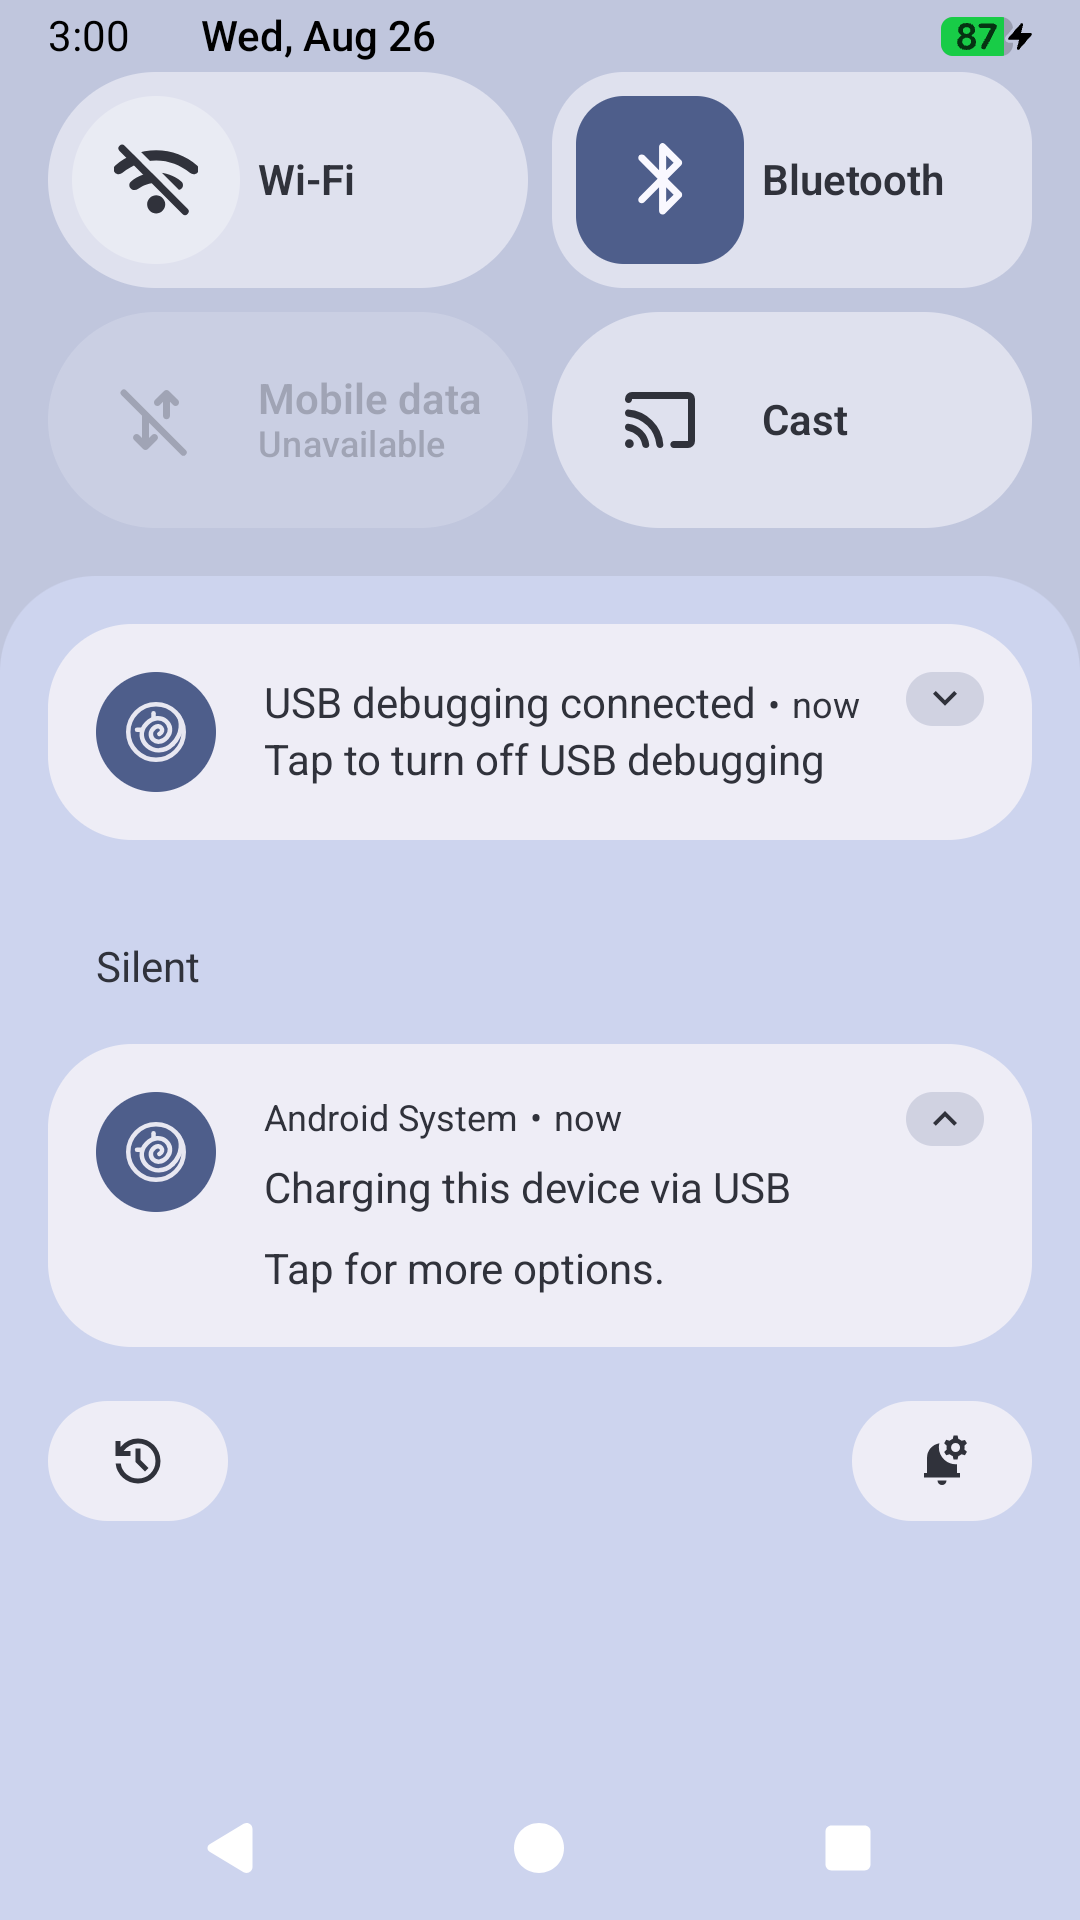 3:00 Wed, Aug 26 87
Wi-Fi
Bluetooth
Mobile data
Unavailable
Cast
USB debugging connected • now
Tap to turn off USB debugging
Silent
Android System • now
Charging this device via USB
Tap for more options.